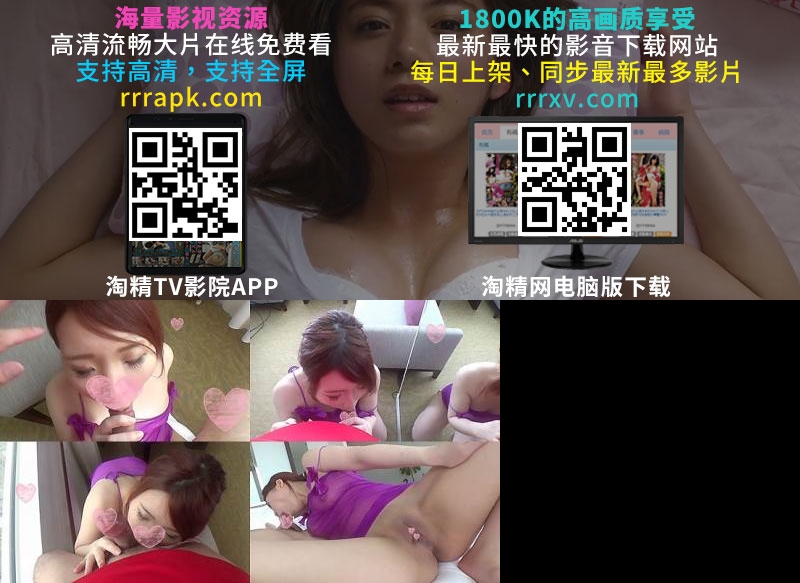 海量影视资源
高清流畅大片在线免费看
支持高清，支持全屏
rrrapk.com
淘精TV影院APP
1800K的高画质享受
最新最快的影音下载网站
每日上架、同步最新最多影片
rrrxv.com
淘精网电脑版下载